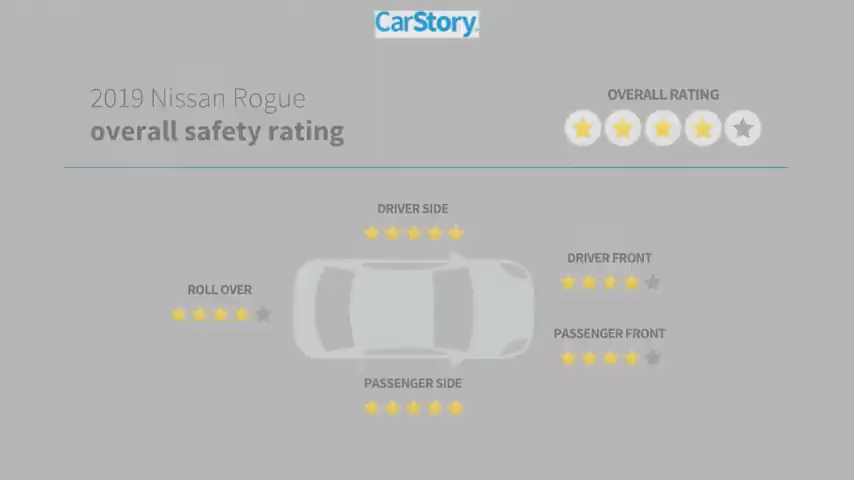 CarStory
2019 Nissan Rogue
overall safety rating
OVERALL RATING
DRIVER SIDE
DRIVER FRONT
ROLL OVER
PASSENGER FRONT
PASSENGER SIDE